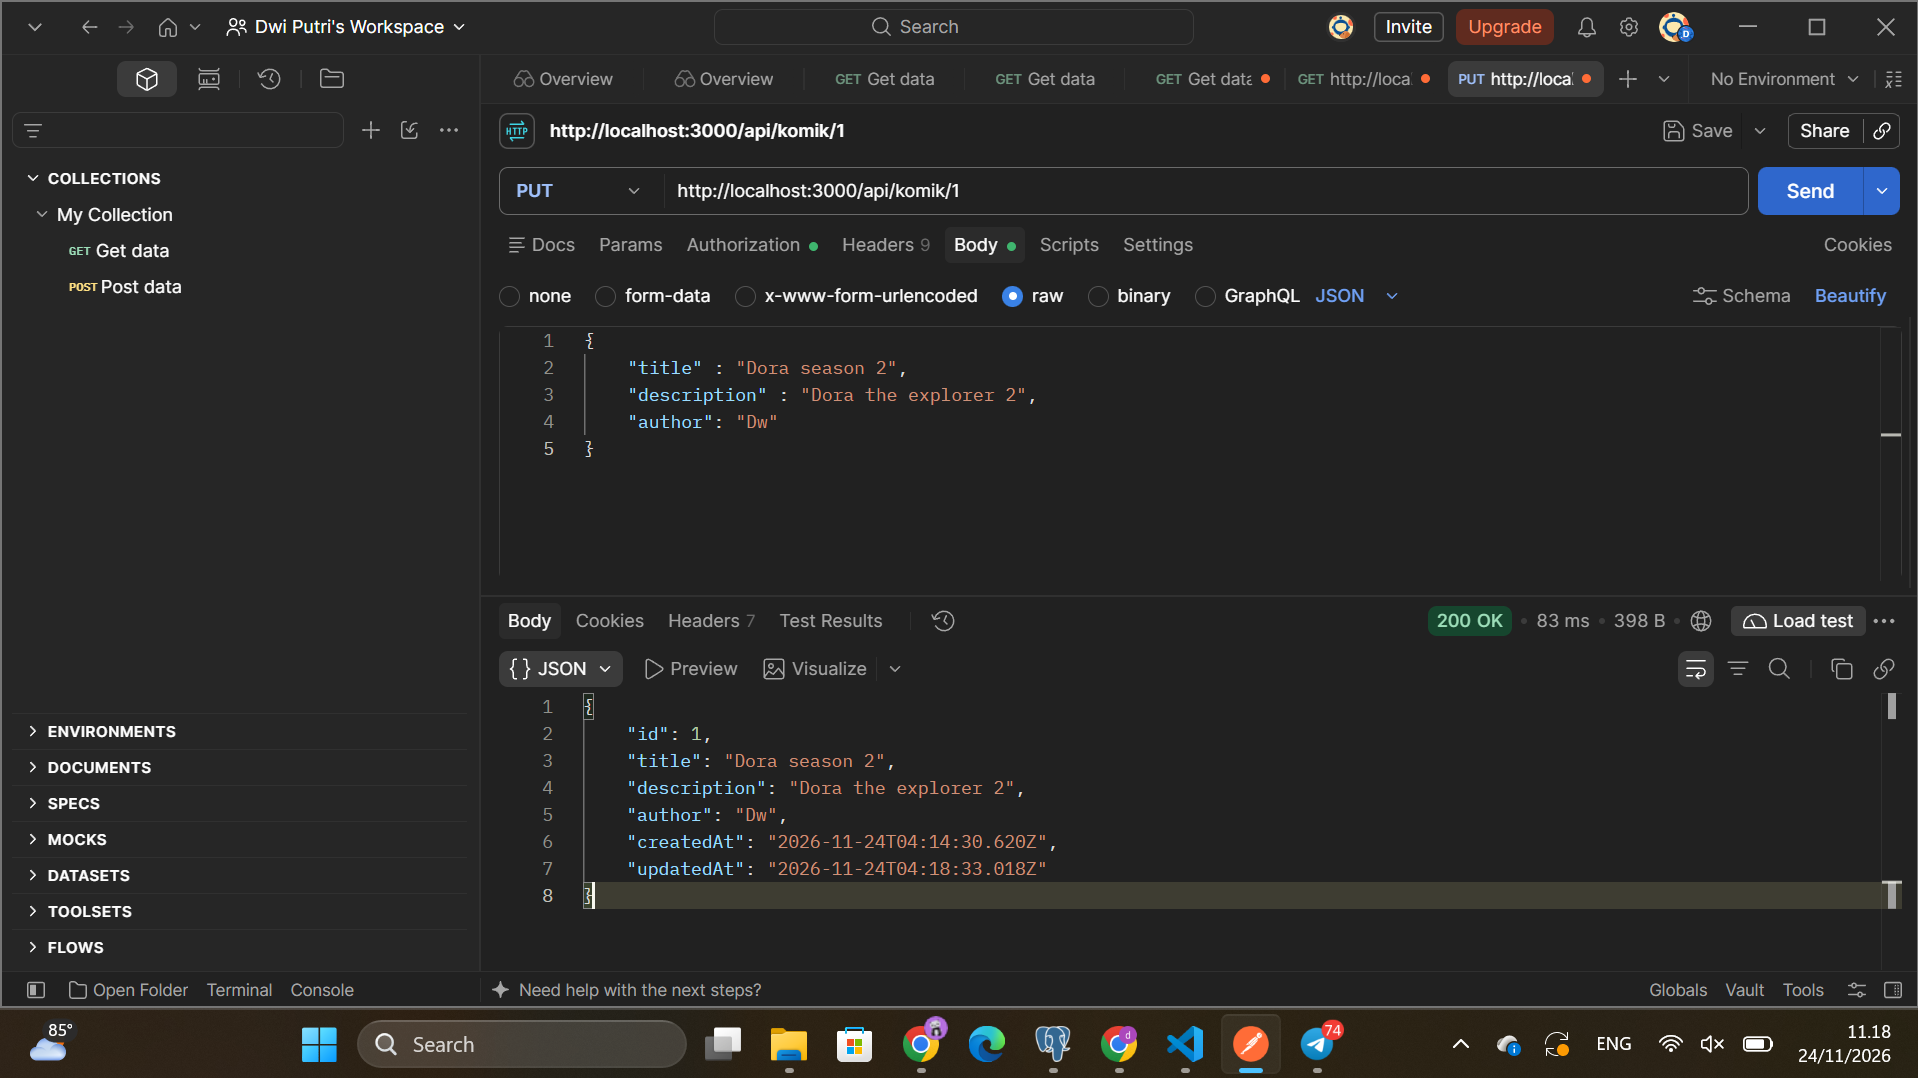 Dwi Putri's Workspace
Search
Invite
Upgrade
D
Overview
Overview
GET Get data
GET Get data
GET Get data
GET http://loca
PUT http://loca
No Environment
COLLECTIONS
My Collection
GET Get data
POST Post data
HTTP
http://localhost:3000/api/komik/1
Save
Share
PUT
http://localhost:3000/api/komik/1
Send
Docs
Params
Authorization
Headers 9
Body
Scripts
Settings
Cookies
none
form-data
x-www-form-urlencoded
raw
binary
GraphQL
JSON
Schema
Beautify
1 {
2 "title" : "Dora season 2",
3 "description" : "Dora the explorer 2",
4 "author": "Dw"
5 }
Body
Cookies
Headers 7
Test Results
200 OK
83 ms
398 B
Load test
{ } JSON
Preview
Visualize
1 {
2 "id": 1,
3 "title": "Dora season 2",
4 "description": "Dora the explorer 2",
5 "author": "Dw",
6 "createdAt": "2026-11-24T04:14:30.620Z",
7 "updatedAt": "2026-11-24T04:18:33.018Z"
8 }
ENVIRONMENTS
DOCUMENTS
SPECS
MOCKS
DATASETS
TOOLSETS
FLOWS
Open Folder
Terminal
Console
Need help with the next steps?
Globals
Vault
Tools
85°
Search
d
74
ENG
11.18
24/11/2026